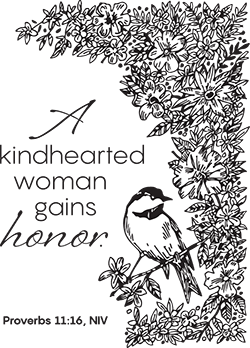 A
kindhearted
woman
gains
honor.
Proverbs 11:16, NIV